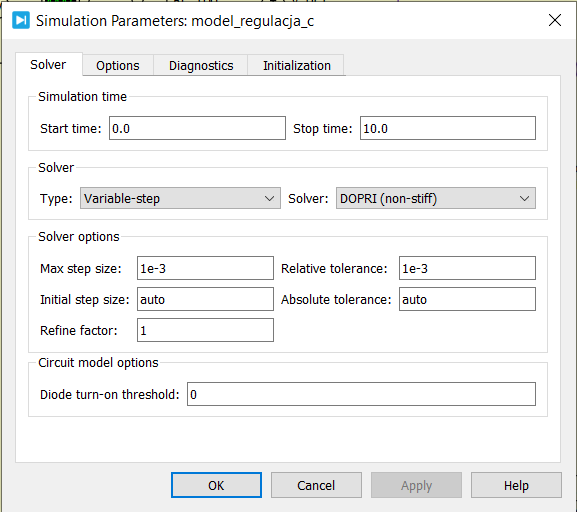 Simulation Parameters: model_regulacja_c
Solver Options Diagnostics Initialization
Simulation time
Start time: 0.0 Stop time: 10.0
Solver
Type: Variable-step Solver: DOPRI (non-stiff)
Solver options
Max step size: 1e-3 Relative tolerance: 1e-3
Initial step size: auto Absolute tolerance: auto
Refine factor: 1
Circuit model options
Diode turn-on threshold: 0
OK Cancel Apply Help